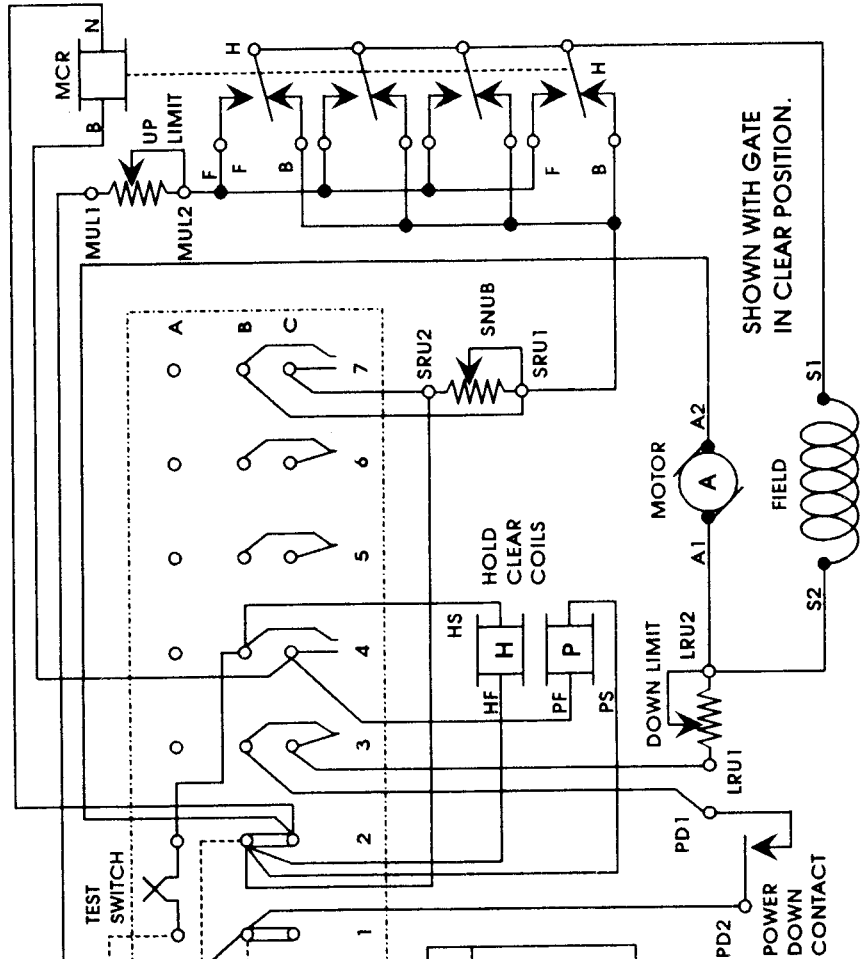 N
MCR
B
UP
LIMIT
MUL1
MUL2
H
F
F
B
H
F
B
SHOWN WITH GATE
IN CLEAR POSITION.
A
B
C
7
6
5
4
3
2
1
SRU2
SNUB
SRU1
HOLD
CLEAR
COILS
HS
H
HF
P
PF
PS
MOTOR
A2
A
A1
FIELD
S1
S2
DOWN LIMIT
LRU2
LRU1
TEST
SWITCH
PD1
PD2
POWER
DOWN
CONTACT